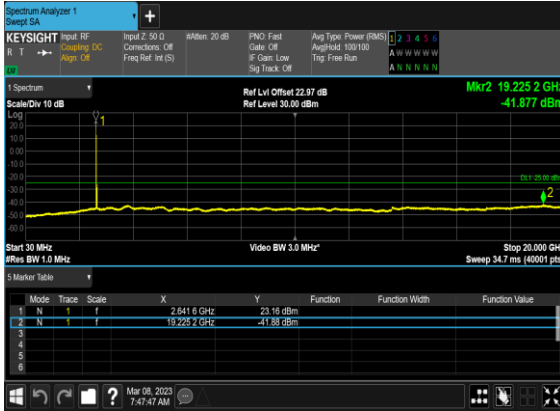 Spectrum Analyzer 1
Swept SA
+
KEYSIGHT Input: RF Input Z: 50 Ω #Atten: 20 dB PNO: Fast Avg Type: Power (RMS) 1 2 3 4 5 6
R T Coupling: DC Corrections: Off Gate: Off Avg|Hold: 100/100 A W W W W W
Align: Off Freq Ref: Int (S) IF Gain: Low Trig: Free Run
Sig Track: Off A N N N N N
1 Spectrum Ref Lvl Offset 22.97 dB Mkr2 19.225 2 GHz
Scale/Div 10 dB Ref Level 30.00 dBm -41.877 dBm
Log
1
20.0
10.0
0.00
-10.0
-20.0 DL1 -25.00 dBm
-30.0
2
-40.0
-50.0
-60.0
Start 30 MHz Video BW 3.0 MHz* Stop 20.000 GH
#Res BW 1.0 MHz Sweep 34.7 ms (40001 pts
5 Marker Table
Mode Trace Scale X Y Function Function Width Function Value
1 N 1 f 2.641 6 GHz 23.16 dBm
2 N 1 f 19.225 2 GHz -41.88 dBm
3
4
5
6
? Mar 08, 2023
7:47:47 AM